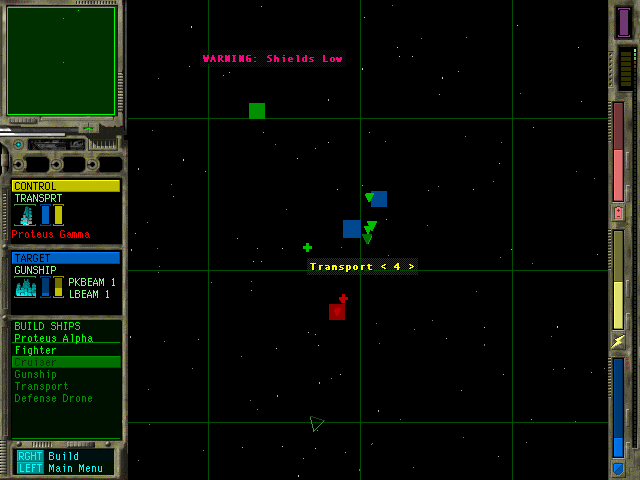 WARNING: Shields Low
CONTROL
TRANSPRT
Proteus Gamma
TARGET
GUNSHIP
PKBEAM 1
LBEAM 1
Transport < 4 >
BUILD SHIPS
Proteus Alpha
Fighter
Cruiser
Gunship
Transport
Defense Drone
RGHT Build
LEFT Main Menu